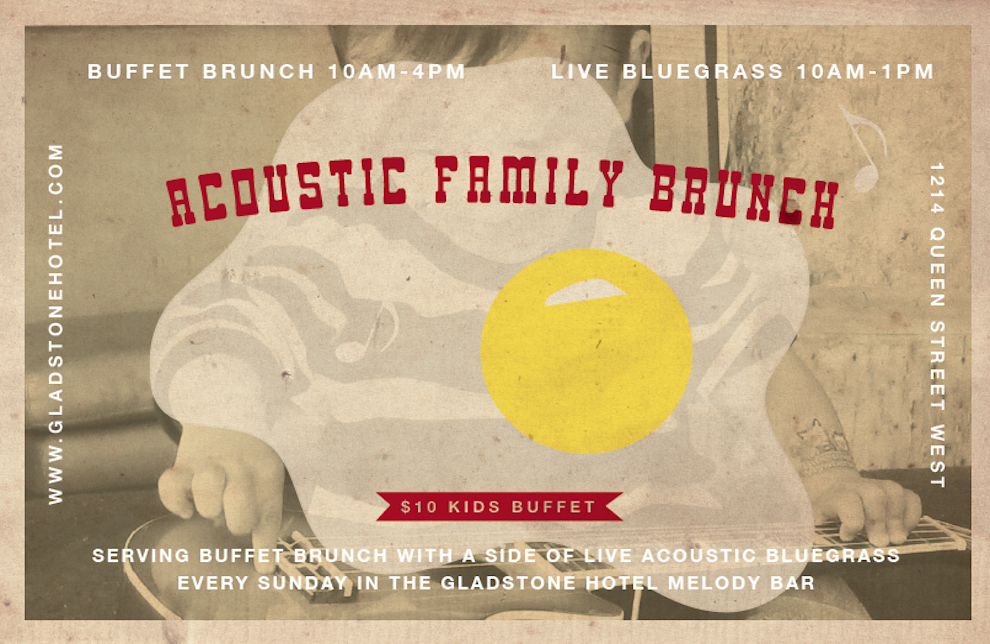 BUFFET BRUNCH 10AM-4PM
LIVE BLUEGRASS 10AM-1PM
ACOUSTIC FAMILY BRUNCH
WWW.GLADSTONEHOTEL.COM
1214 QUEEN STREET WEST
$10 KIDS BUFFET
SERVING BUFFET BRUNCH WITH A SIDE OF LIVE ACOUSTIC BLUEGRASS
EVERY SUNDAY IN THE GLADSTONE HOTEL MELODY BAR